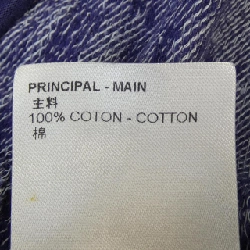 PRINCIPAL - MAIN
主料
100% COTON - COTTON
棉